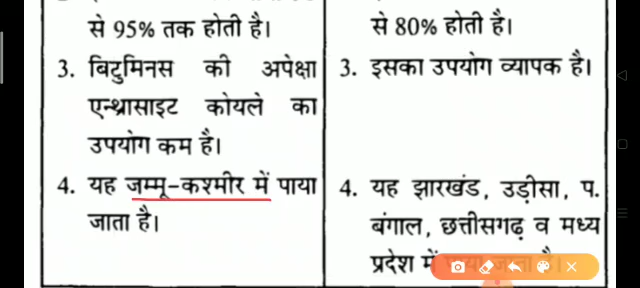 से 95% तक होती है।
3. बिटुमिनस की अपेक्षा
एन्थ्रासाइट कोयले का
उपयोग कम है।
4. यह जम्मू-कश्मीर में पाया
जाता है।
से 80% होती है।
3. इसका उपयोग व्यापक है।
4. यह झारखंड, उड़ीसा, प.
बंगाल, छत्तीसगढ़ व मध्य
प्रदेश में